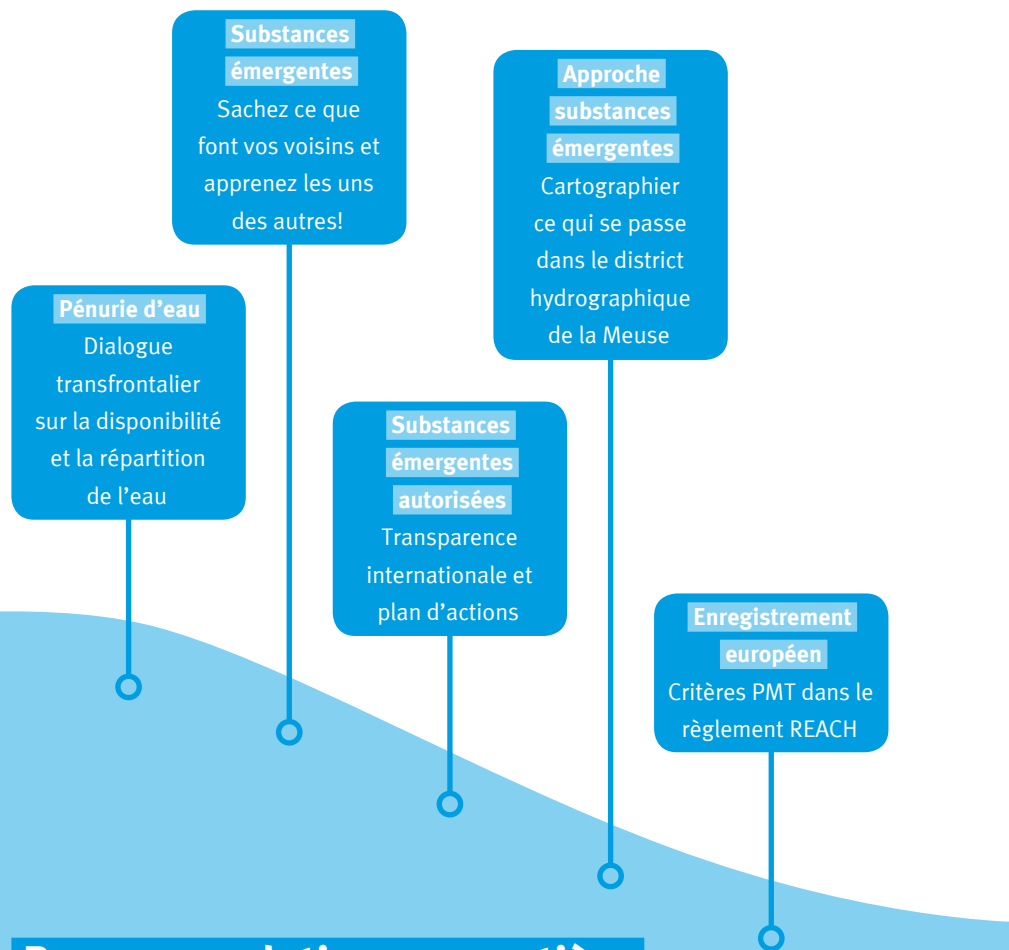 Substances
émergentes
Sachez ce que
font vos voisins et
apprenez les uns
des autres!
Approche
substances
émergentes
Cartographier
ce qui se passe
dans le district
hydrographique
de la Meuse
Pénurie d’eau
Dialogue
transfrontalier
sur la disponibilité
et la répartition
de l’eau
Substances
émergentes
autorisées
Transparence
internationale et
plan d’actions
Enregistrement
européen
Critères PMT dans le
règlement REACH